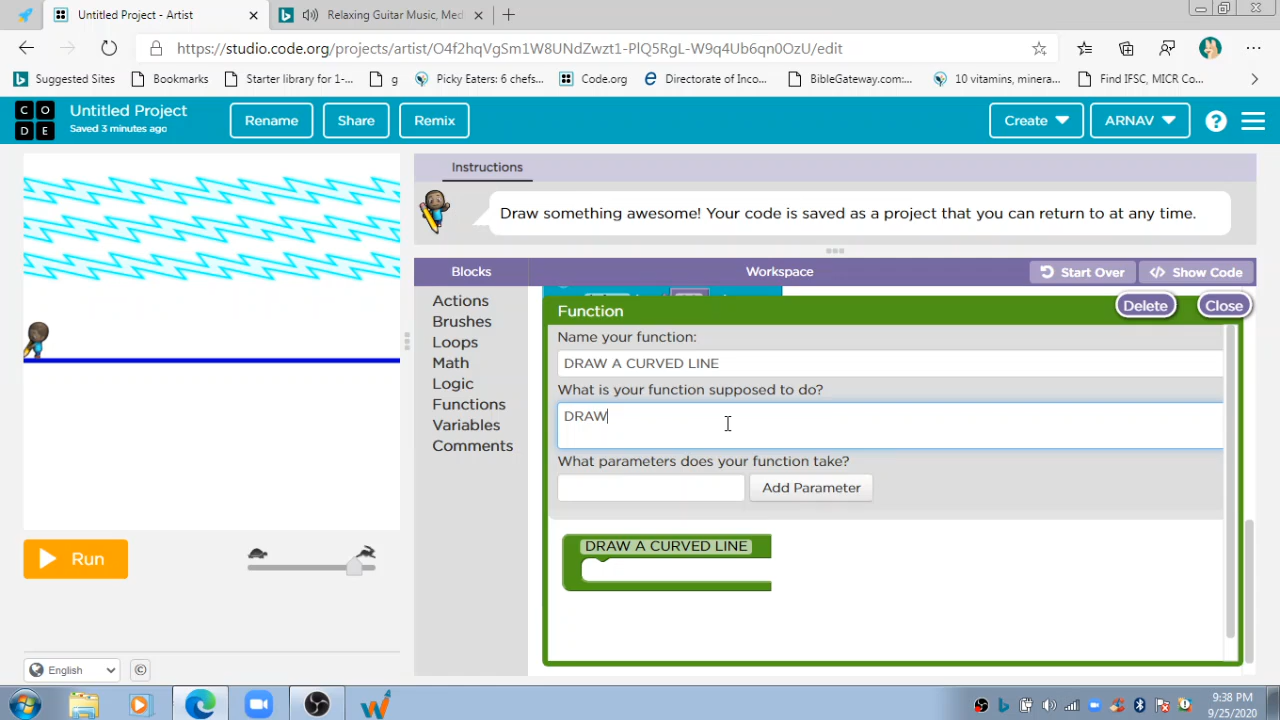 Untitled Project - Artist
Relaxing Guitar Music, Med
https://studio.code.org/projects/artist/O4f2hqVgSm1W8UNdZwzt1-PlQ5RgL-W9q4Ub6qn0OzU/edit
Suggested Sites
Bookmarks
Starter library for 1-...
g
Picky Eaters: 6 chefs...
Code.org
Directorate of Inco...
BibleGateway.com:...
10 vitamins, minera...
Find IFSC, MICR Co...
C O
D E
Untitled Project
Saved 3 minutes ago
Rename
Share
Remix
Create
ARNAV
?
Instructions
Draw something awesome! Your code is saved as a project that you can return to at any time.
Blocks
Workspace
Start Over
Show Code
Actions
Brushes
Loops
Math
Logic
Functions
Variables
Comments
Function
Delete
Close
Name your function:
DRAW A CURVED LINE
What is your function supposed to do?
DRAW
What parameters does your function take?
Add Parameter
DRAW A CURVED LINE
Run
English
©
9:38 PM
9/25/2020